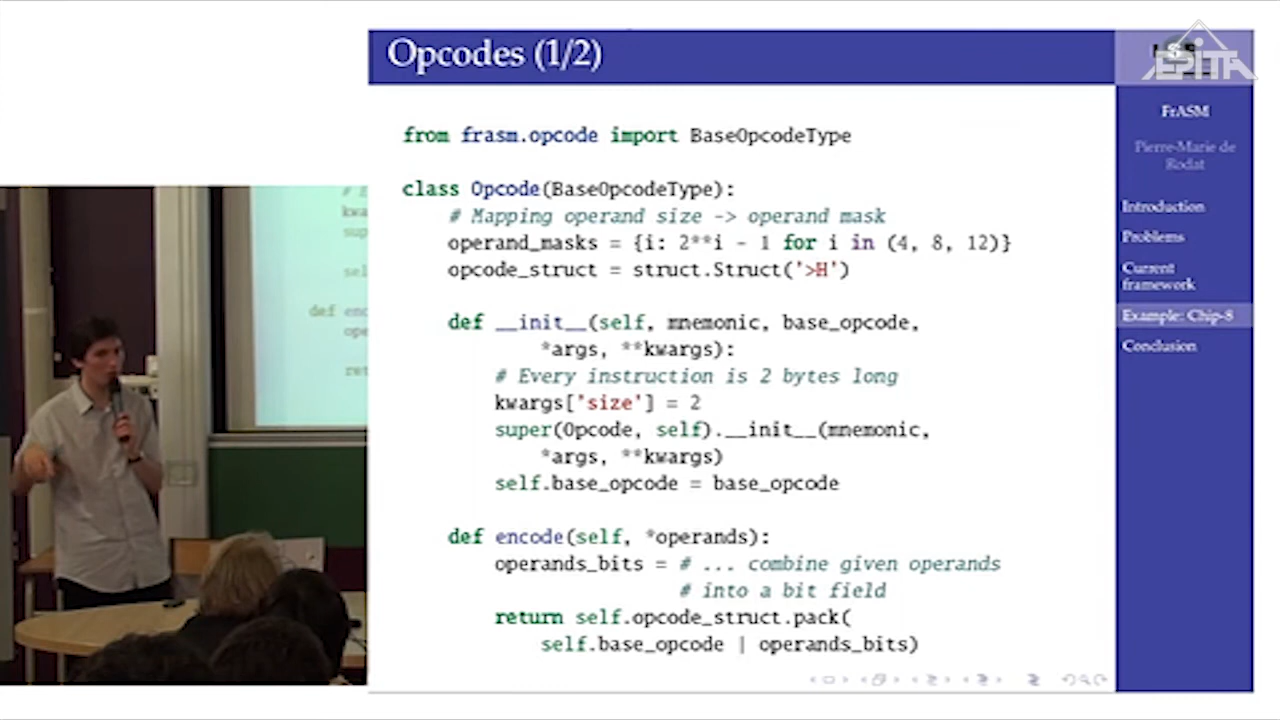 Opcodes (1/2)
from frasm.opcode import BaseOpcodeType
class Opcode(BaseOpcodeType):
# Mapping operand size -> operand mask
operand_masks = {i: 2**i - 1 for i in (4, 8, 12)}
opcode_struct = struct.Struct('>H')
def __init__(self, mnemonic, base_opcode,
*args, **kwargs):
# Every instruction is 2 bytes long
kwargs['size'] = 2
super(Opcode, self).__init__(mnemonic,
*args, **kwargs)
self.base_opcode = base_opcode
def encode(self, *operands):
operands_bits = # ... combine given operands
# into a bit field
return self.opcode_struct.pack(
self.base_opcode | operands_bits)
EPITA
FrASM
Pierre-Marie de
Rodat
Introduction
Problems
Current
framework
Example: Chip-8
Conclusion